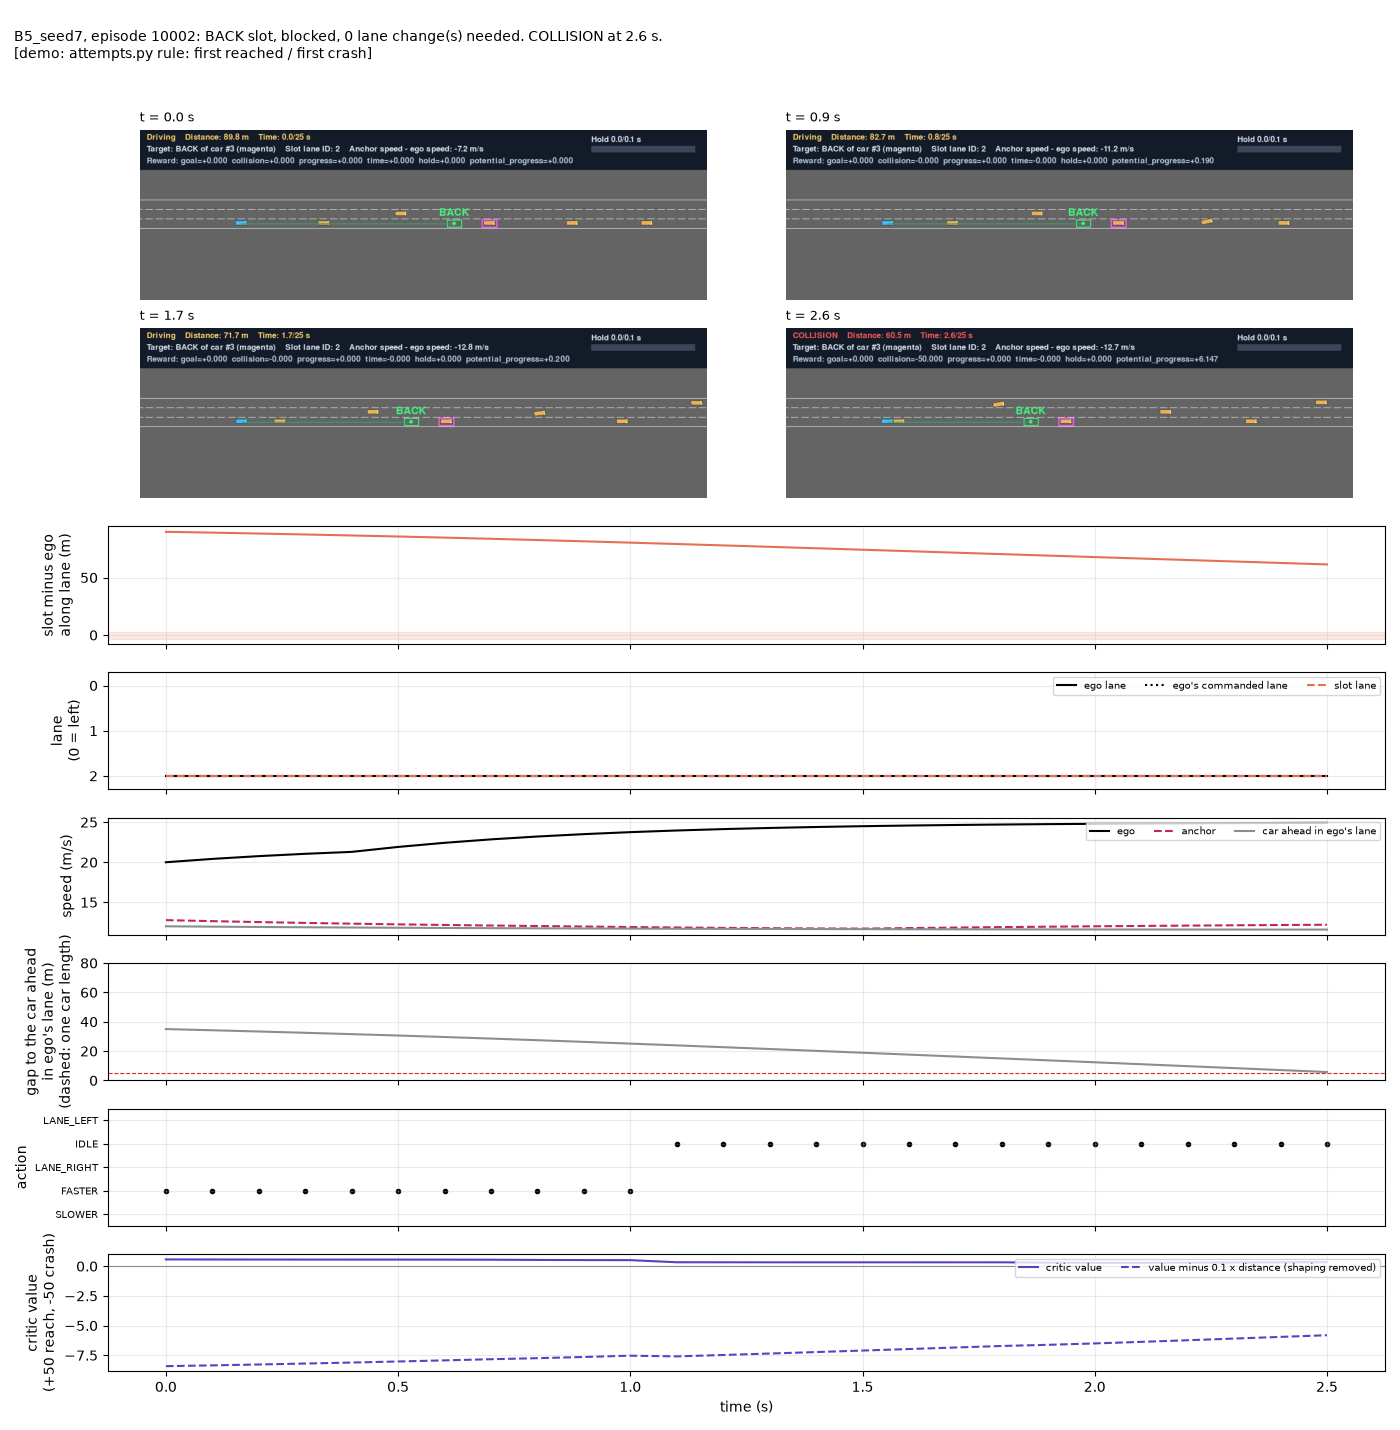 B5_seed7, episode 10002: BACK slot, blocked, 0 lane change(s) needed. COLLISION at 2.6 s.
[demo: attempts.py rule: first reached / first crash]
t = 0.0 s
Driving Distance: 89.8 m Time: 0.0/25 s
Hold 0.0/0.1 s
Target: BACK of car #3 (magenta) Slot lane ID: 2 Anchor speed - ego speed: -7.2 m/s
Reward: goal=+0.000 collision=+0.000 progress=+0.000 time=+0.000 hold=+0.000 potential_progress=+0.000
BACK
t = 0.9 s
Driving Distance: 82.7 m Time: 0.8/25 s
Hold 0.0/0.1 s
Target: BACK of car #3 (magenta) Slot lane ID: 2 Anchor speed - ego speed: -11.2 m/s
Reward: goal=+0.000 collision=-0.000 progress=+0.000 time=-0.000 hold=+0.000 potential_progress=+0.190
BACK
t = 1.7 s
Driving Distance: 71.7 m Time: 1.7/25 s
Hold 0.0/0.1 s
Target: BACK of car #3 (magenta) Slot lane ID: 2 Anchor speed - ego speed: -12.8 m/s
Reward: goal=+0.000 collision=-0.000 progress=+0.000 time=-0.000 hold=+0.000 potential_progress=+0.200
BACK
t = 2.6 s
COLLISION Distance: 60.5 m Time: 2.6/25 s
Hold 0.0/0.1 s
Target: BACK of car #3 (magenta) Slot lane ID: 2 Anchor speed - ego speed: -12.7 m/s
Reward: goal=+0.000 collision=-50.000 progress=+0.000 time=-0.000 hold=+0.000 potential_progress=+6.147
BACK
slot minus ego
along lane (m)
50
0
lane
(0 = left)
0
1
2
ego lane
ego's commanded lane
slot lane
speed (m/s)
25
20
15
ego
anchor
car ahead in ego's lane
gap to the car ahead
in ego's lane (m)
(dashed: one car length)
80
60
40
20
0
action
LANE_LEFT
IDLE
LANE_RIGHT
FASTER
SLOWER
critic value
(+50 reach, -50 crash)
0.0
−2.5
−5.0
−7.5
critic value
value minus 0.1 x distance (shaping removed)
0.0
0.5
1.0
1.5
2.0
2.5
time (s)